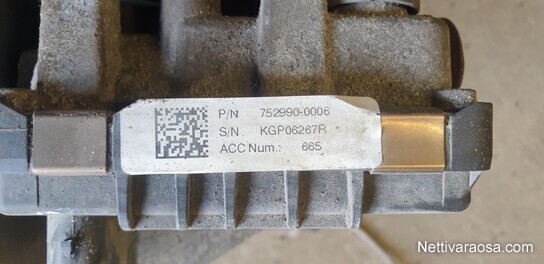 P/N 752990-0006
S/N KGP06267R
ACC Num.: 665
Nettivaraosa.com